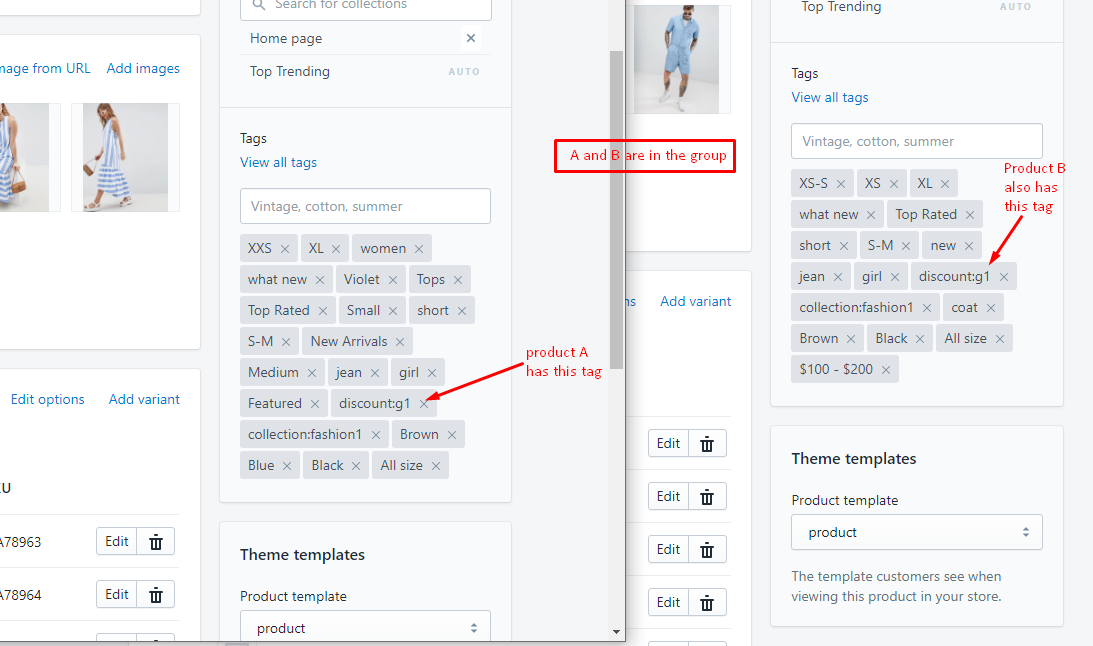 Search for collections
Home page
Top Trending AUTO
Image from URL Add images
Tags
View all tags
Vintage, cotton, summer
XXS XL women
what new Violet Tops
Top Rated Small short
S-M New Arrivals
Medium jean girl
Featured discount:g1
collection:fashion1 Brown
Blue Black All size
product A
has this tag
Edit options Add variant
A78963 Edit
A78964 Edit
Theme templates
Product template
product
A and B are in the group
Top Trending AUTO
Tags
View all tags
Vintage, cotton, summer
Product B
also has
this tag
XS-S XS XL
what new Top Rated
short S-M new
jean girl discount:g1
collection:fashion1 coat
Brown Black All size
$100 - $200
Add variant
Edit
Edit
Edit
Edit
Theme templates
Product template
product
The template customers see when
viewing this product in your store.